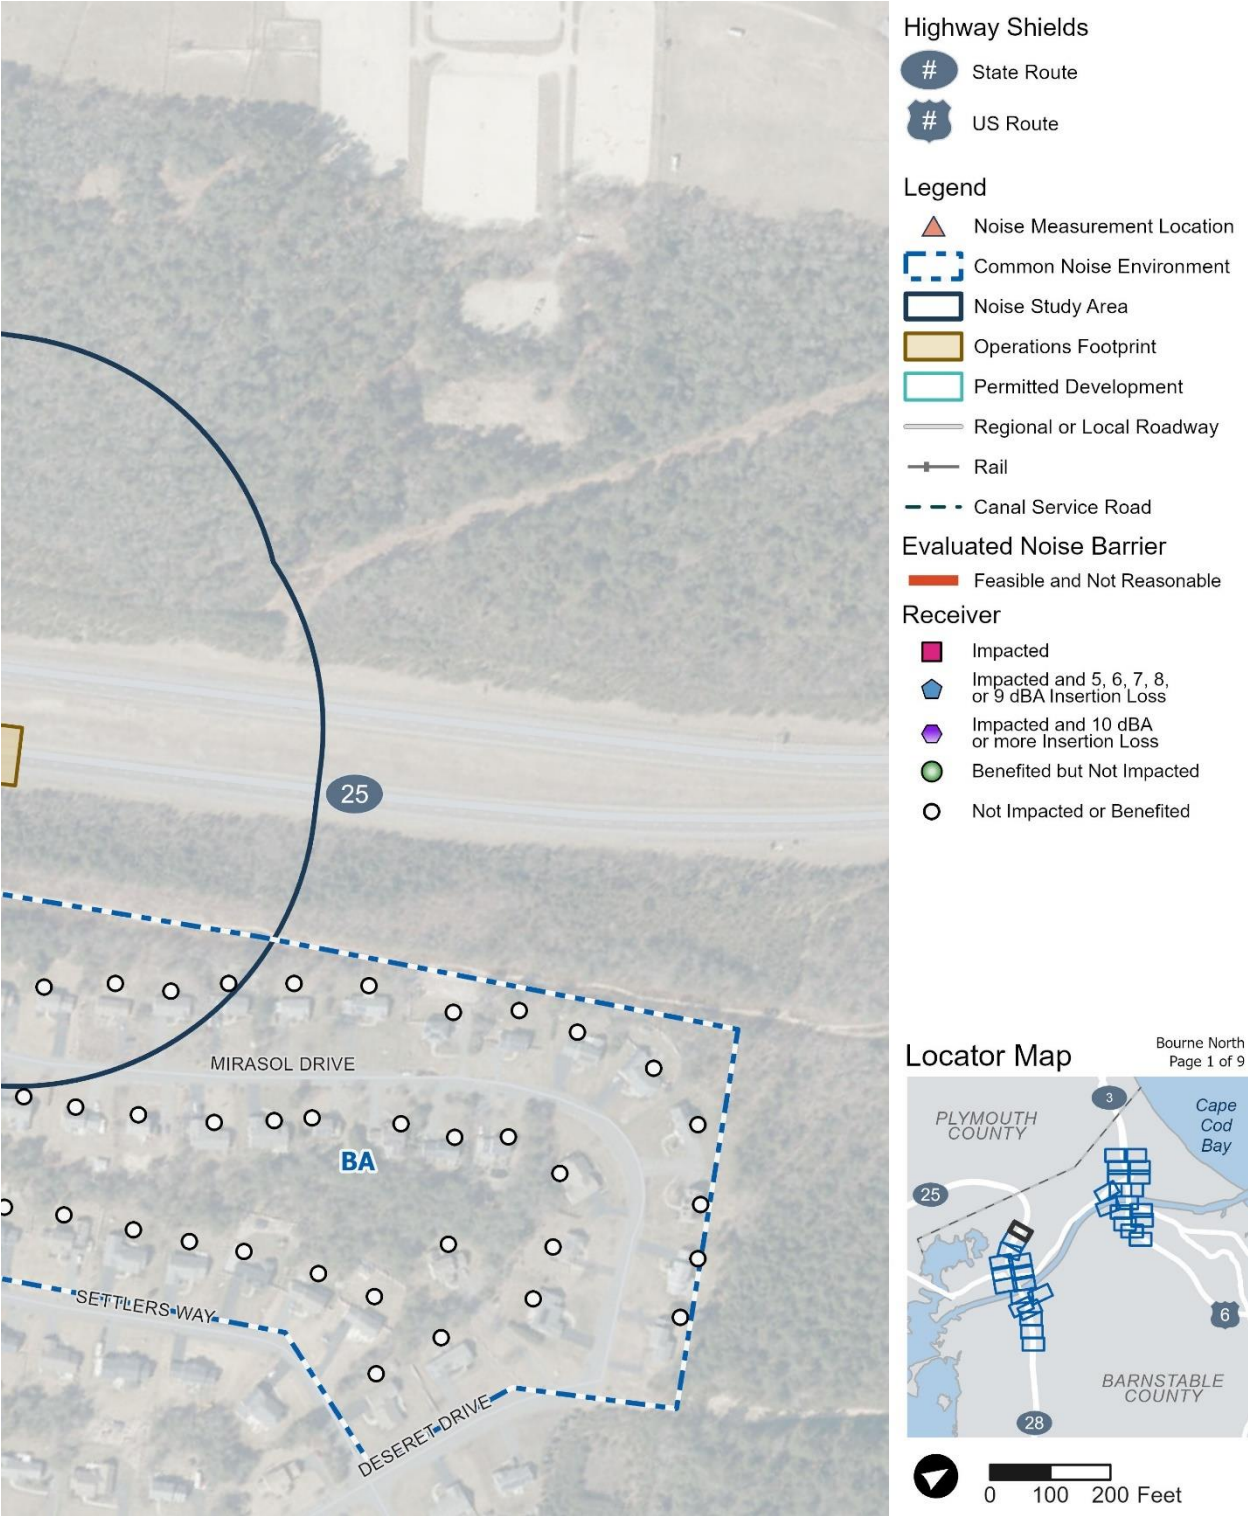 Highway Shields
# State Route
# US Route
Legend
Noise Measurement Location
Common Noise Environment
Noise Study Area
Operations Footprint
Permitted Development
Regional or Local Roadway
Rail
Canal Service Road
Evaluated Noise Barrier
Feasible and Not Reasonable
Receiver
Impacted
Impacted and 5, 6, 7, 8,
or 9 dBA Insertion Loss
Impacted and 10 dBA
or more Insertion Loss
Benefited but Not Impacted
Not Impacted or Benefited
25
MIRASOL DRIVE
BA
SETTLERS WAY
DESERET DRIVE
Locator Map
Bourne North
Page 1 of 9
3
PLYMOUTH
COUNTY
Cape
Cod
Bay
25
6
BARNSTABLE
COUNTY
28
0 100 200 Feet